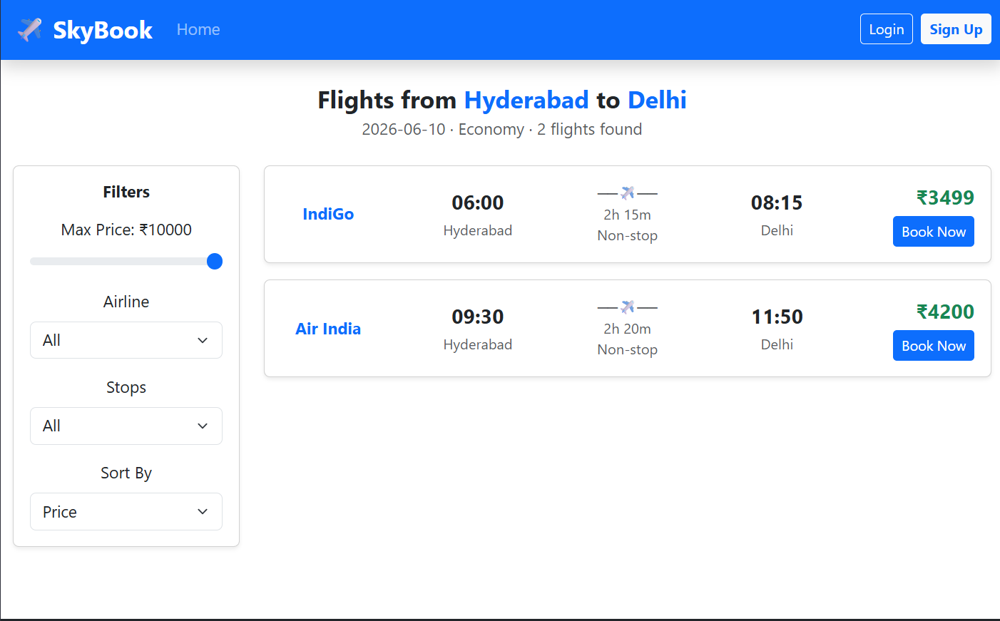 SkyBook Home Login Sign Up
Flights from Hyderabad to Delhi
2026-06-10 · Economy · 2 flights found
Filters
Max Price: ₹10000
Airline
All
Stops
All
Sort By
Price
IndiGo
06:00
Hyderabad
2h 15m
Non-stop
08:15
Delhi
₹3499
Book Now
Air India
09:30
Hyderabad
2h 20m
Non-stop
11:50
Delhi
₹4200
Book Now